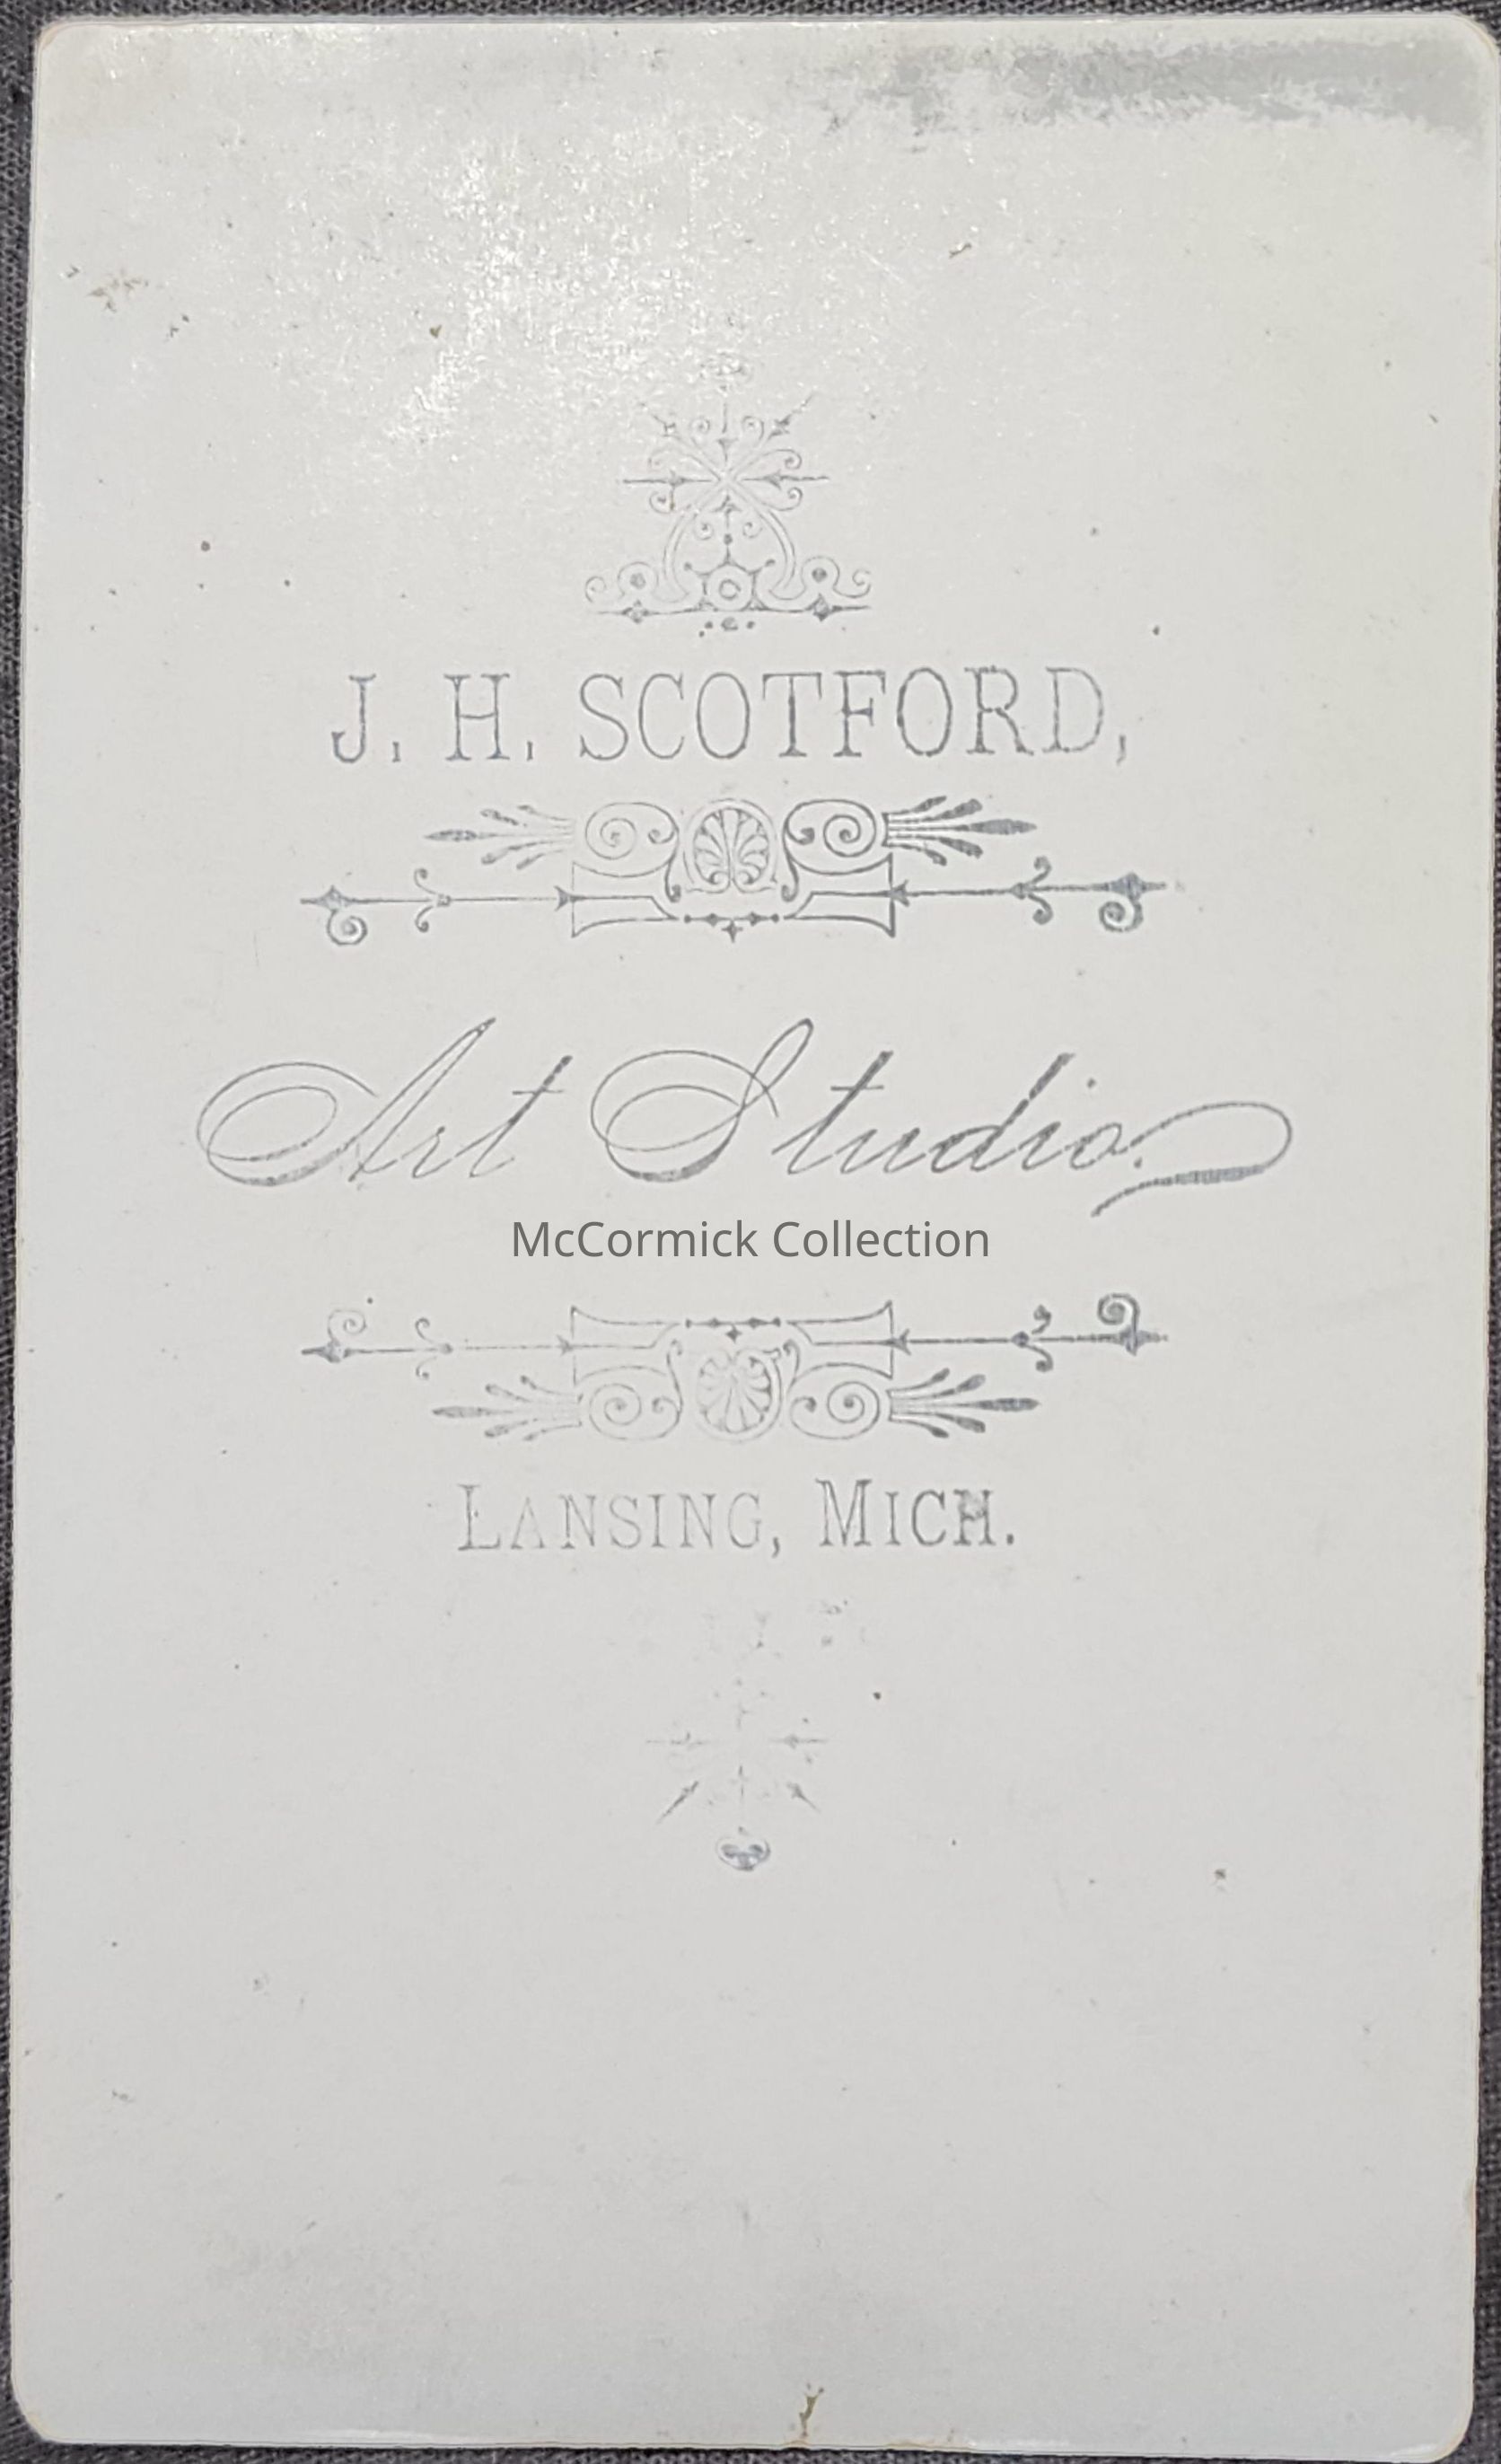 J. H. SCOTFORD,
Art Studio.
McCormick Collection
LANSING, MICH.